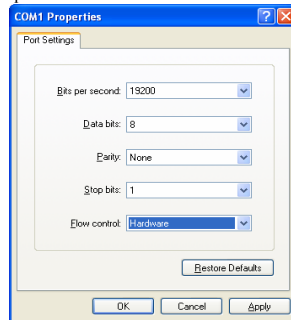 COM1 Properties
Port Settings
Bits per second: 19200
Data bits: 8
Parity: None
Stop bits: 1
Flow control: Hardware
Restore Defaults
OK Cancel Apply